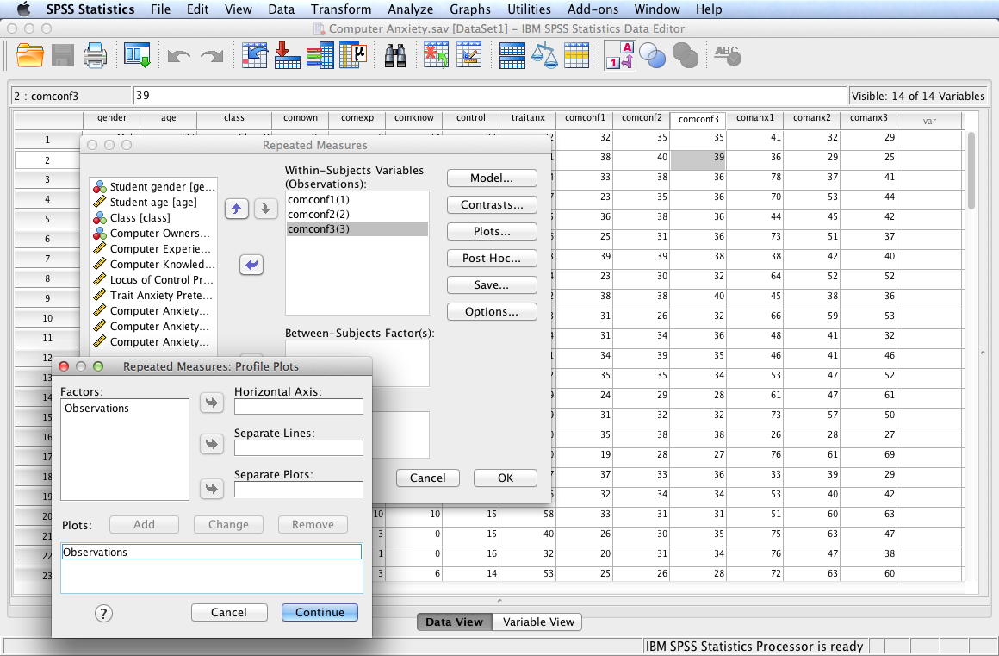 SPSS Statistics File Edit View Data Transform Analyze Graphs Utilities Add-ons Window Help
Computer Anxiety.sav [DataSet1] – IBM SPSS Statistics Data Editor
2 : comconf3 39 Visible: 14 of 14 Variables
gender age class comown comexp comknow control traitanx comconf1 comconf2 comconf3 comanx1 comanx2 comanx3 var
1 32 35 35 41 32 29
2 38 40 39 36 29 25
3 33 38 36 78 37 41
4 23 35 36 70 53 44
5 36 38 36 44 45 42
6 25 31 36 73 51 37
7 39 39 38 38 42 40
8 23 30 32 64 52 52
9 38 38 40 45 38 36
10 31 26 32 66 59 53
11 31 34 36 48 41 32
12 34 39 35 46 41 46
13 35 35 34 53 47 52
14 24 29 28 61 47 61
15 31 32 32 73 57 50
16 35 38 38 26 28 27
17 19 28 27 76 61 69
18 37 33 36 33 39 29
19 32 34 34 53 40 42
20 10 10 15 58 33 31 31 51 60 63
21 3 0 15 40 26 30 35 75 63 47
22 1 0 16 32 20 31 34 76 47 38
23 3 6 14 53 25 26 28 72 63 60
Repeated Measures
Student gender [ge...
Student age [age]
Class [class]
Computer Owners...
Computer Experie...
Computer Knowled...
Locus of Control Pr...
Trait Anxiety Prete...
Computer Anxiety...
Computer Anxiety...
Computer Anxiety...
Within-Subjects Variables
(Observations):
comconf1(1)
comconf2(2)
comconf3(3)
Between-Subjects Factor(s):
Model...
Contrasts...
Plots...
Post Hoc...
Save...
Options...
Cancel OK
Repeated Measures: Profile Plots
Factors:
Observations
Horizontal Axis:
Separate Lines:
Separate Plots:
Plots: Add Change Remove
Observations
? Cancel Continue
Data View Variable View
IBM SPSS Statistics Processor is ready